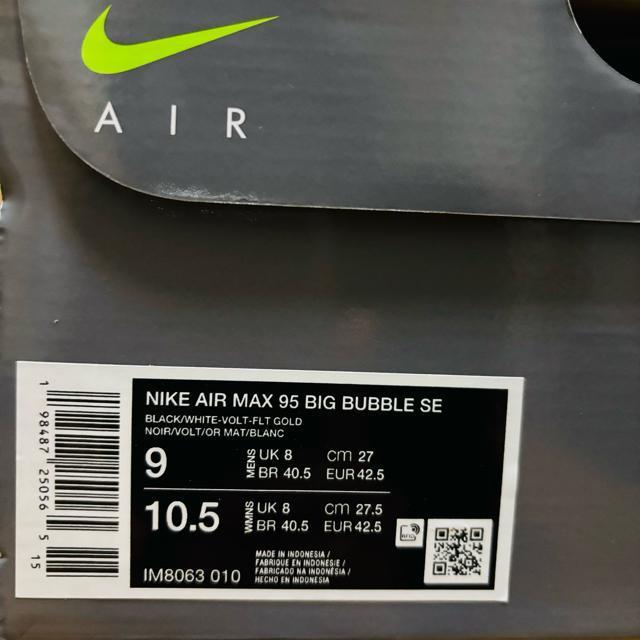 AIR
NIKE AIR MAX 95 BIG BUBBLE SE
BLACK/WHITE-VOLT-FLT GOLD
NOIR/VOLT/OR MAT/BLANC
9 MENS UK 8 cm 27
BR 40.5 EUR 42.5
10.5 WMNS UK 8 cm 27.5
BR 40.5 EUR 42.5
IM8063 010
MADE IN INDONESIA/
FABRIQUE EN INDONESIE/
FABRICADO NA INDONÉSIA/
HECHO EN INDONESIA
RFID
1 98487 25056 5 15